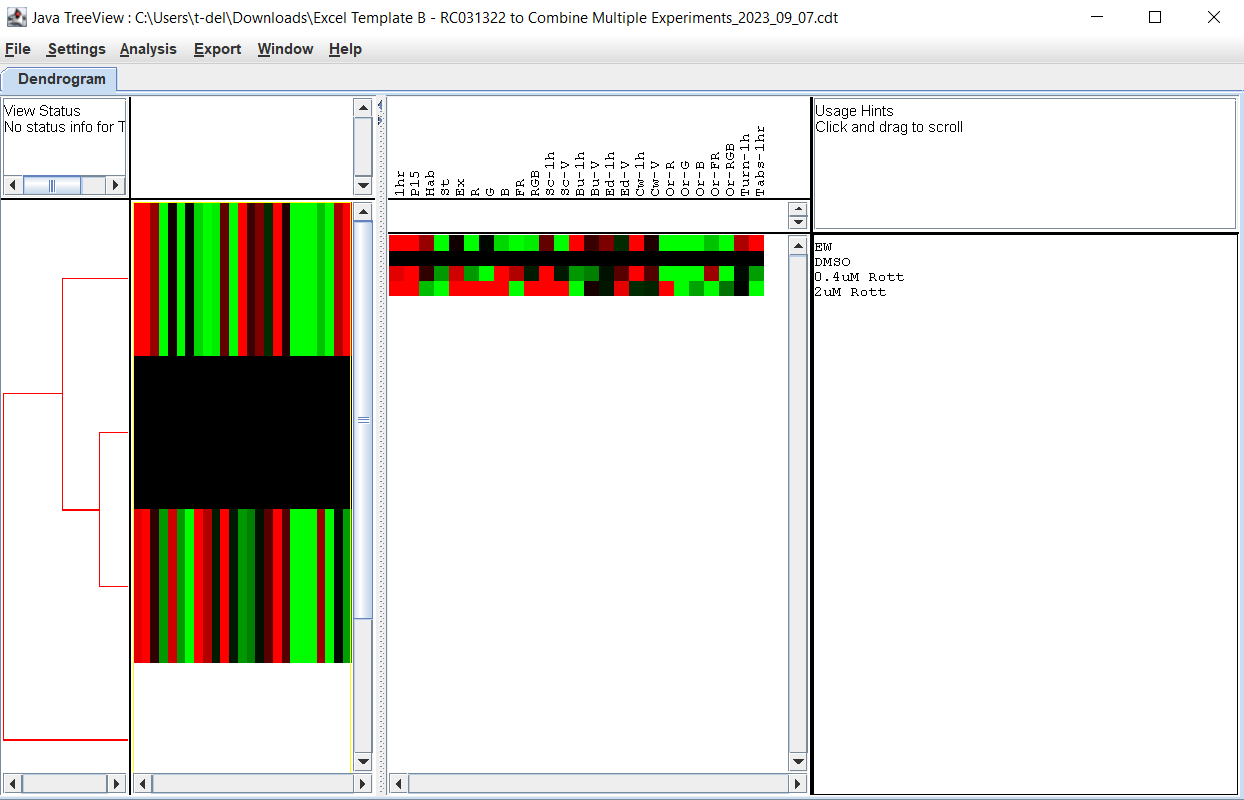 Java TreeView : C:\Users\t-del\Downloads\Excel Template B - RC031322 to Combine Multiple Experiments_2023_09_07.cdt
File Settings Analysis Export Window Help
Dendrogram
View Status
No status info for T
1hr
P15
Hab
St
Ex
R
G
B
FR
RGB
Sc-1h
Sc-V
Bu-1h
Bu-V
Ed-1h
Ed-V
Cw-1h
Cw-V
Or-R
Or-G
Or-B
Or-FR
Or-RGB
Turn-1h
Tabs-1hr
Usage Hints
Click and drag to scroll
EW
DMSO
0.4uM Rott
2uM Rott